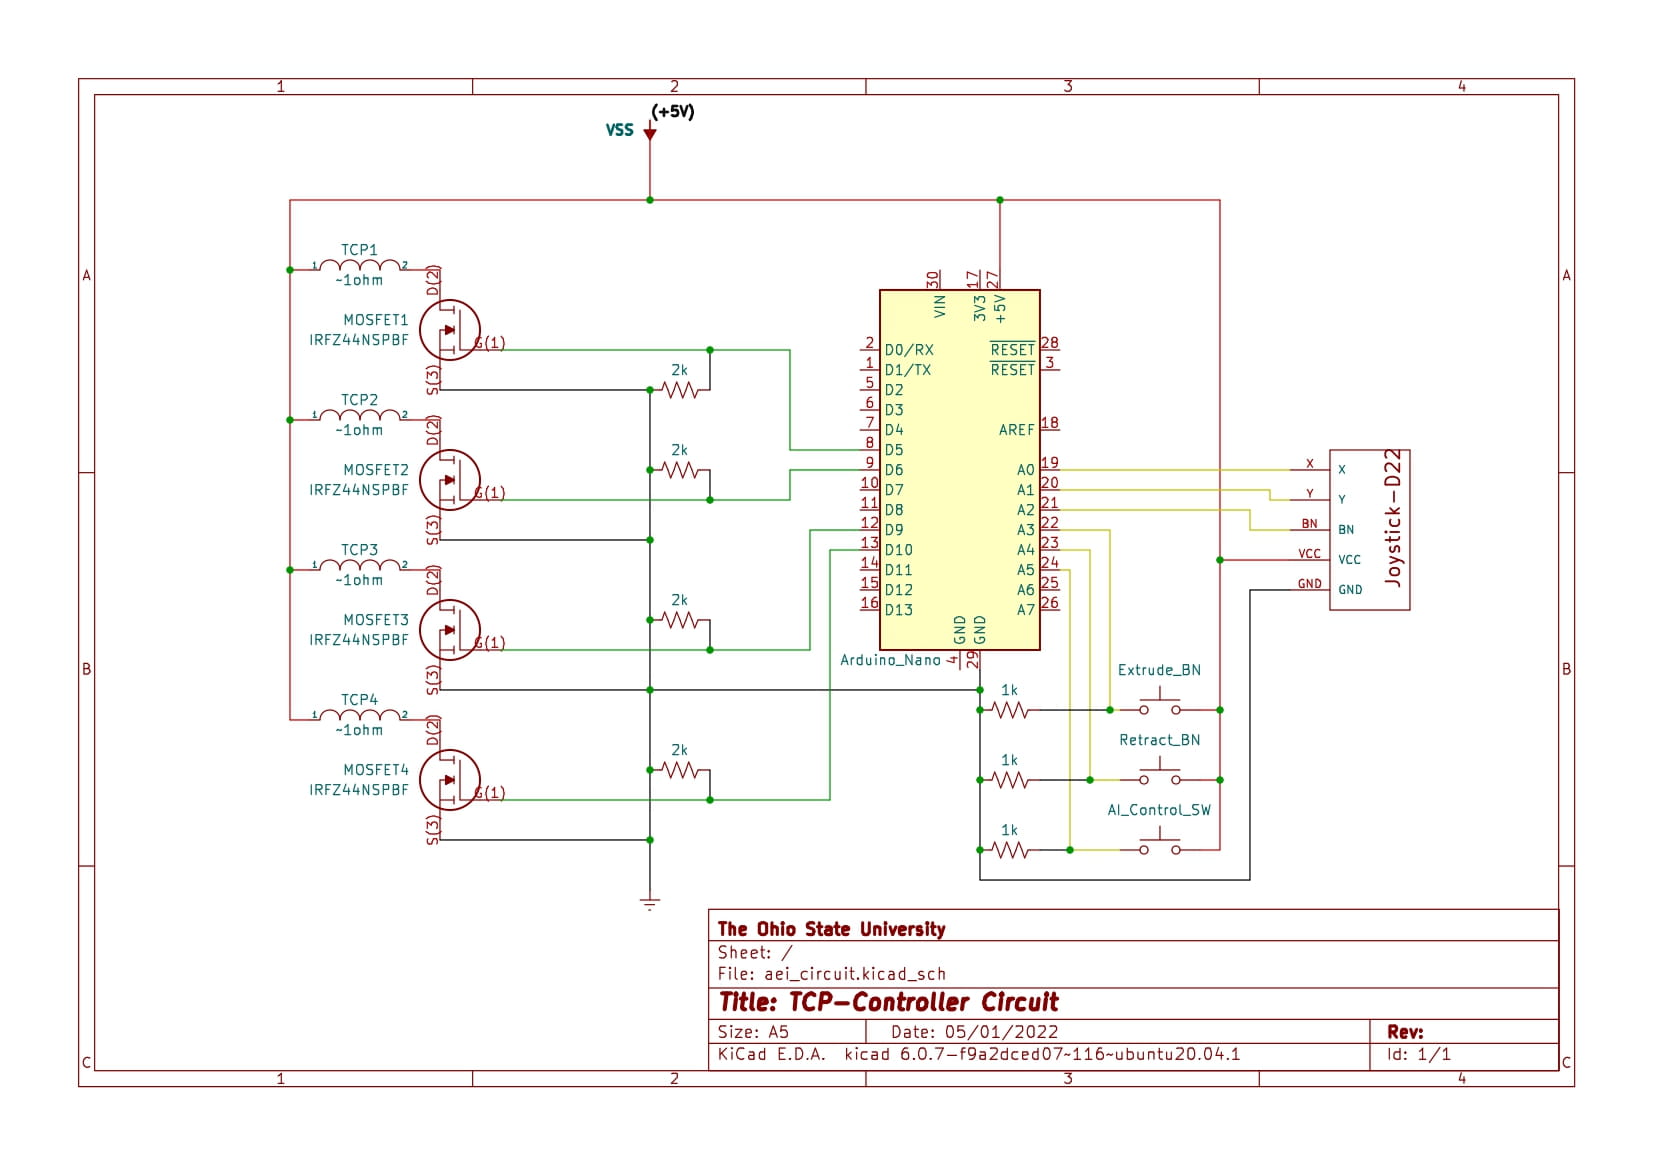 1 2 3 4
(+5V)
VSS
A
A
TCP1
1 2
~1ohm
D(2)
MOSFET1
IRFZ44NSPBF
G(1)
S(3)
2k
TCP2
1 2
~1ohm
D(2)
MOSFET2
IRFZ44NSPBF
G(1)
S(3)
2k
TCP3
1 2
~1ohm
D(2)
MOSFET3
IRFZ44NSPBF
G(1)
S(3)
2k
TCP4
1 2
~1ohm
D(2)
MOSFET4
IRFZ44NSPBF
G(1)
S(3)
2k
30 17 27
VIN 3V3 +5V
2 D0/RX RESET 28
1 D1/TX RESET 3
5 D2
6 D3
7 D4 AREF 18
8 D5
9 D6 A0 19
10 D7 A1 20
11 D8 A2 21
12 D9 A3 22
13 D10 A4 23
14 D11 A5 24
15 D12 A6 25
16 D13 A7 26
GND GND
Arduino_Nano 4 29
X X
Y Y
BN BN
VCC VCC
GND GND
Joystick-D22
B
B
1k
Extrude_BN
1k
Retract_BN
1k
AI_Control_SW
The Ohio State University
Sheet: /
File: aei_circuit.kicad_sch
Title: TCP-Controller Circuit
Size: A5 Date: 05/01/2022 Rev:
KiCad E.D.A. kicad 6.0.7-f9a2dced07~116~ubuntu20.04.1 Id: 1/1
C
C
1 2 3 4